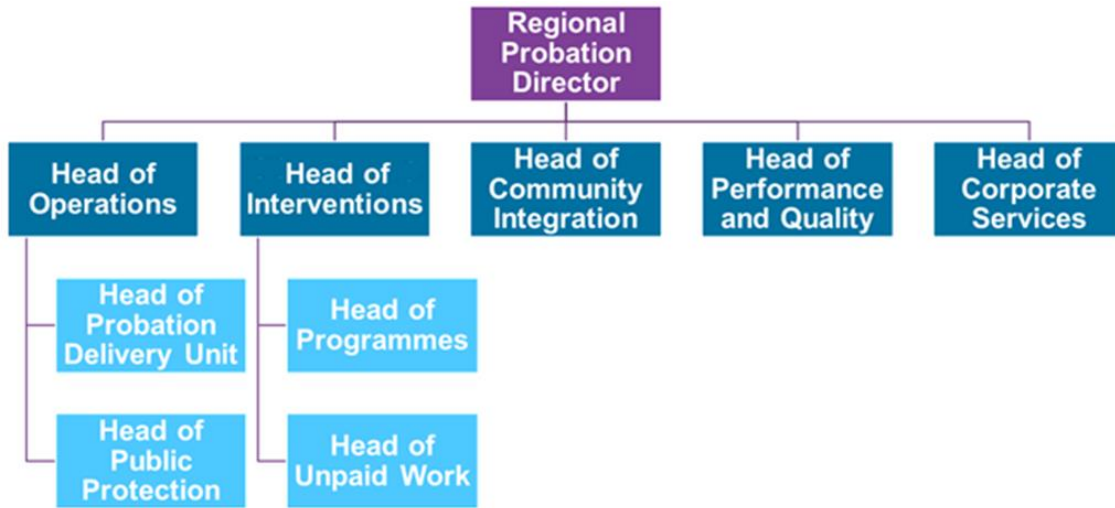 Regional
Probation
Director
Head of
Operations
Head of
Interventions
Head of
Community
Integration
Head of
Performance
and Quality
Head of
Corporate
Services
Head of
Probation
Delivery Unit
Head of
Programmes
Head of
Public
Protection
Head of
Unpaid Work